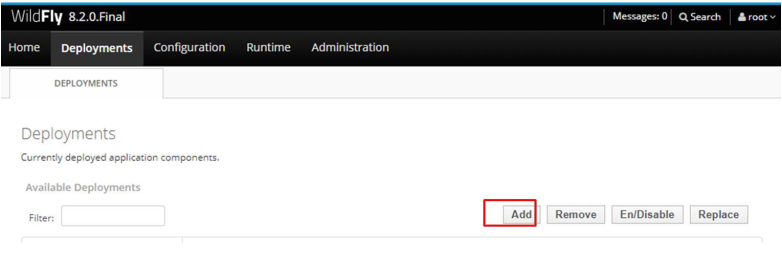 WildFly 8.2.0.Final Messages: 0 Search root
Home Deployments Configuration Runtime Administration
DEPLOYMENTS
Deployments
Currently deployed application components.
Available Deployments
Filter: Add Remove En/Disable Replace